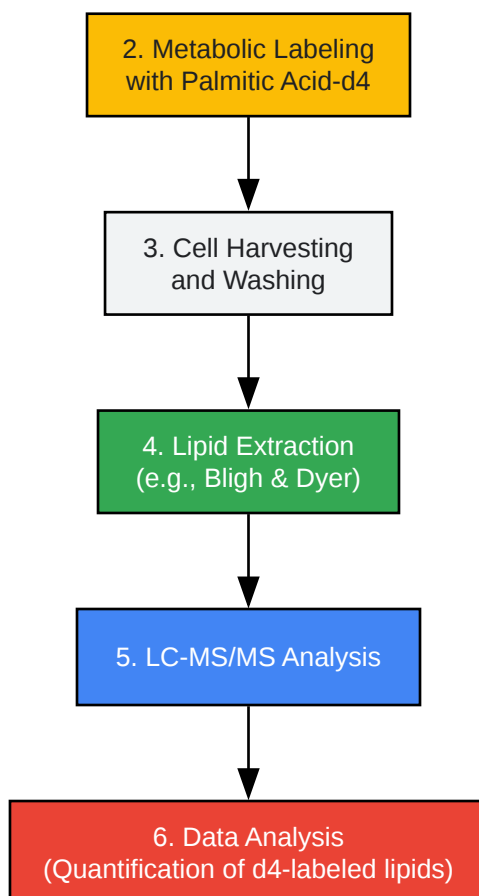 2. Metabolic Labeling
with Palmitic Acid-d4
3. Cell Harvesting
and Washing
4. Lipid Extraction
(e.g., Bligh & Dyer)
5. LC-MS/MS Analysis
6. Data Analysis
(Quantification of d4-labeled lipids)